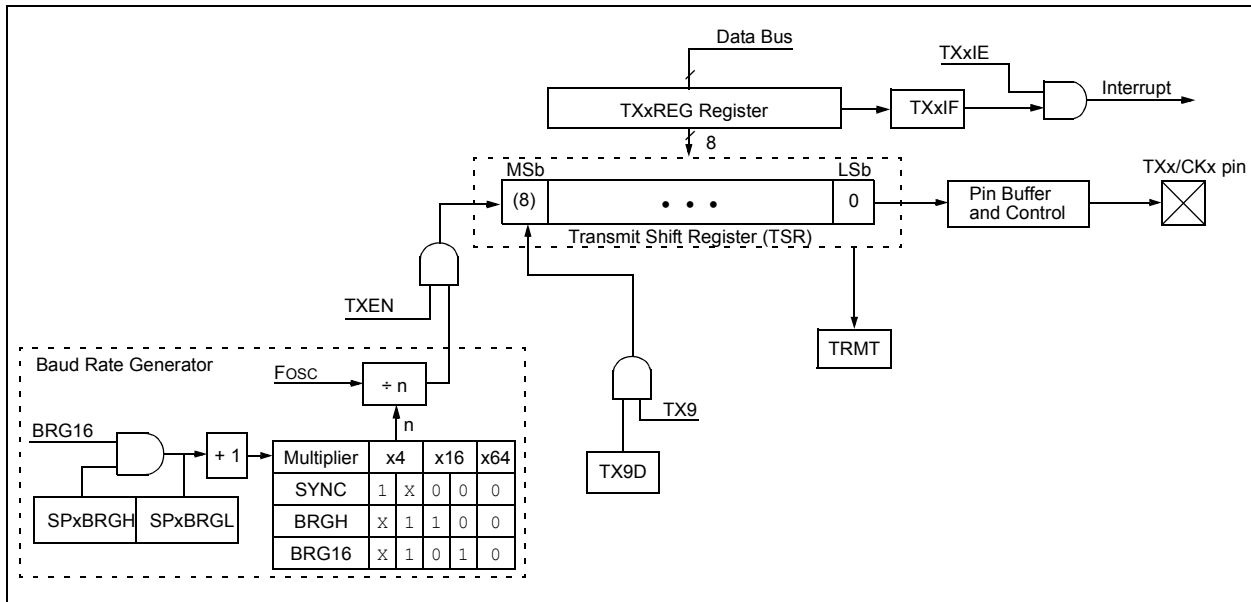 Data Bus
TXxIE
Interrupt
TXxREG Register
TXxIF
8
MSb
LSb
TXx/CKx pin
(8)
• • •
0
Pin Buffer
and Control
Transmit Shift Register (TSR)
TXEN
TRMT
Baud Rate Generator
FOSC
÷ n
TX9
BRG16
n
+ 1
Multiplier x4 x16 x64
TX9D
SYNC 1 X 0 0 0
SPxBRGH SPxBRGL
BRGH X 1 1 0 0
BRG16 X 1 0 1 0